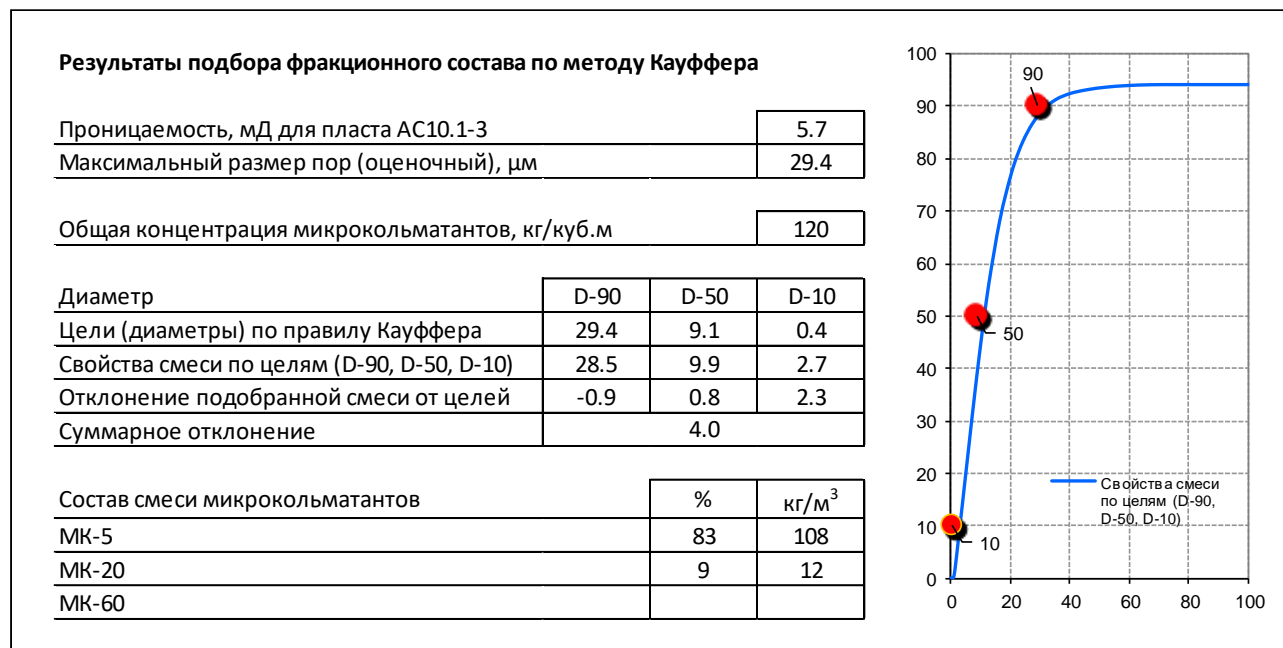 Результаты подбора фракционного состава по методу Кауффера
Проницаемость, мД для пласта АС10.1-3 5.7
Максимальный размер пор (оценочный), μм 29.4
Общая концентрация микрокольматантов, кг/куб.м 120
Диаметр D-90 D-50 D-10
Цели (диаметры) по правилу Кауффера 29.4 9.1 0.4
Свойства смеси по целям (D-90, D-50, D-10) 28.5 9.9 2.7
Отклонение подобранной смеси от целей -0.9 0.8 2.3
Суммарное отклонение 4.0
Состав смеси микрокольматантов % кг/м³
МК-5 83 108
МК-20 9 12
МК-60
100
90
80
70
60
50
40
30
20
10
0
90
50
10
Свойства смеси
по целям (D-90,
D-50, D-10)
0 20 40 60 80 100